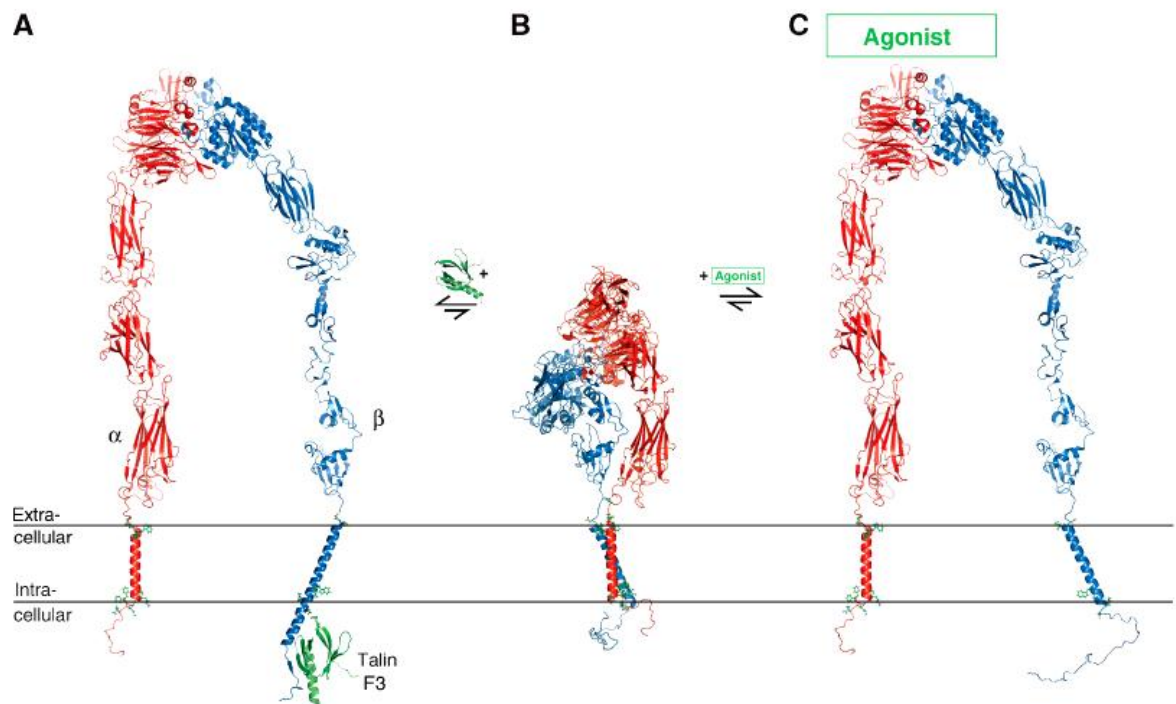 A
B
C
Agonist
+
+ Agonist
α
β
Extra-
cellular
Intra-
cellular
Talin
F3